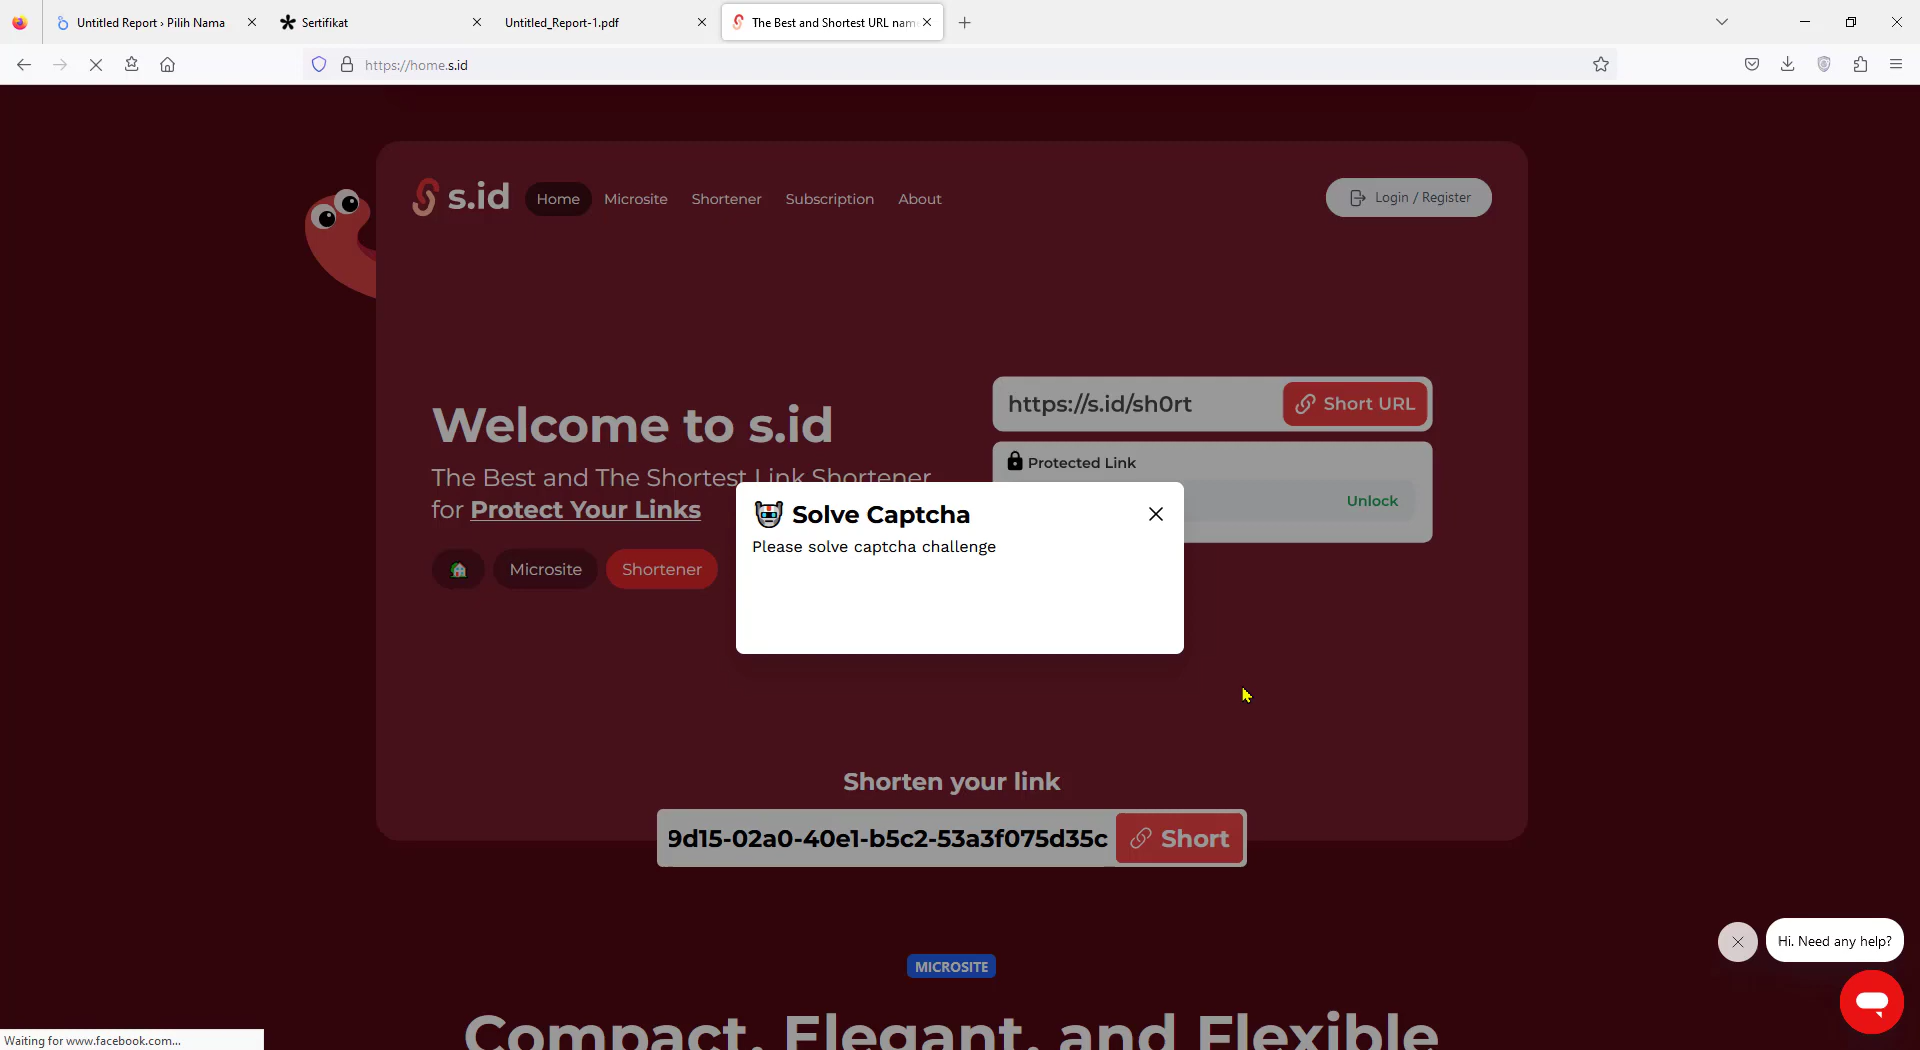 Untitled Report › Pilih Nama
Sertifikat
Untitled_Report-1.pdf
The Best and Shortest URL nam
https://home.s.id
s.id
Home
Microsite
Shortener
Subscription
About
Login / Register
Welcome to s.id
The Best and The Shortest Link Shortener
for Protect Your Links
Microsite
Shortener
https://s.id/sh0rt
Short URL
Protected Link
Unlock
Solve Captcha
Please solve captcha challenge
Shorten your link
9d15-02a0-40e1-b5c2-53a3f075d35c
Short
MICROSITE
Compact, Elegant, and Flexible
Hi. Need any help?
Waiting for www.facebook.com...